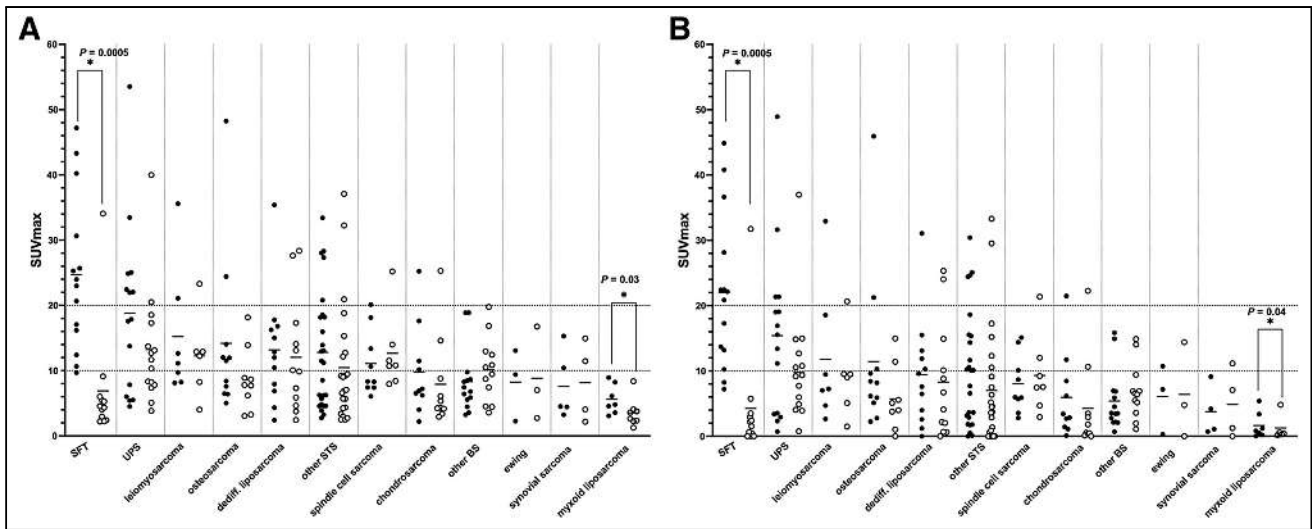 A
SUVmax
60
50
40
30
20
10
0
P = 0.0005
*
P = 0.03
*
SFT
UPS
leiomyosarcoma
osteosarcoma
dediff. liposarcoma
other STS
spindle cell sarcoma
chondrosarcoma
other BS
ewing
synovial sarcoma
myxoid liposarcoma
B
SUVmax
60
50
40
30
20
10
0
P = 0.0005
*
P = 0.04
*
SFT
UPS
leiomyosarcoma
osteosarcoma
dediff. liposarcoma
other STS
spindle cell sarcoma
chondrosarcoma
other BS
ewing
synovial sarcoma
myxoid liposarcoma